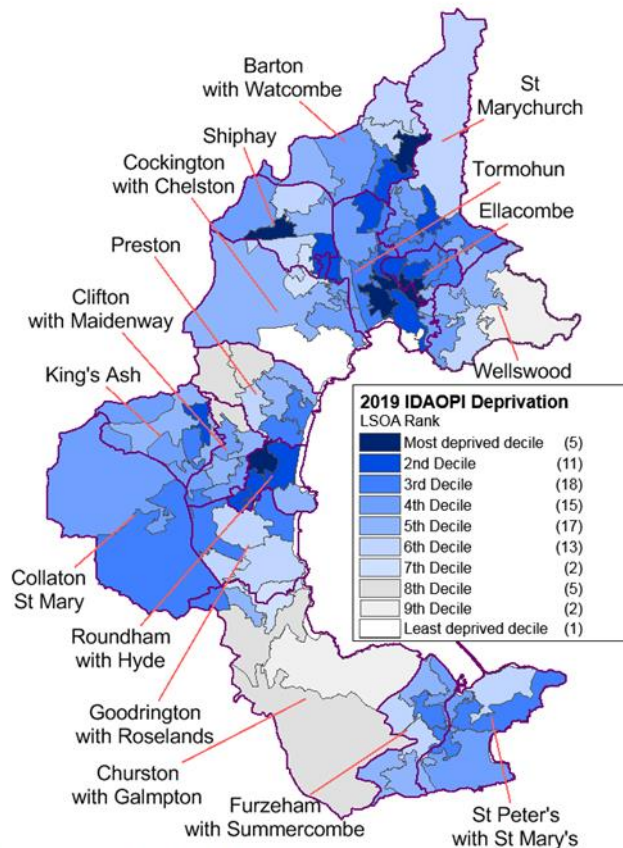 Barton
with Watcombe
St
Marychurch
Shiphay
Cockington
with Chelston
Tormohun
Ellacombe
Preston
Clifton
with Maidenway
King's Ash
Wellswood
2019 IDAOPI Deprivation
LSOA Rank
Most deprived decile (5)
2nd Decile (11)
3rd Decile (18)
4th Decile (15)
5th Decile (17)
6th Decile (13)
7th Decile (2)
8th Decile (5)
9th Decile (2)
Least deprived decile (1)
Collaton
St Mary
Roundham
with Hyde
Goodrington
with Roselands
Churston
with Galmpton
Furzeham
with Summercombe
St Peter's
with St Mary's